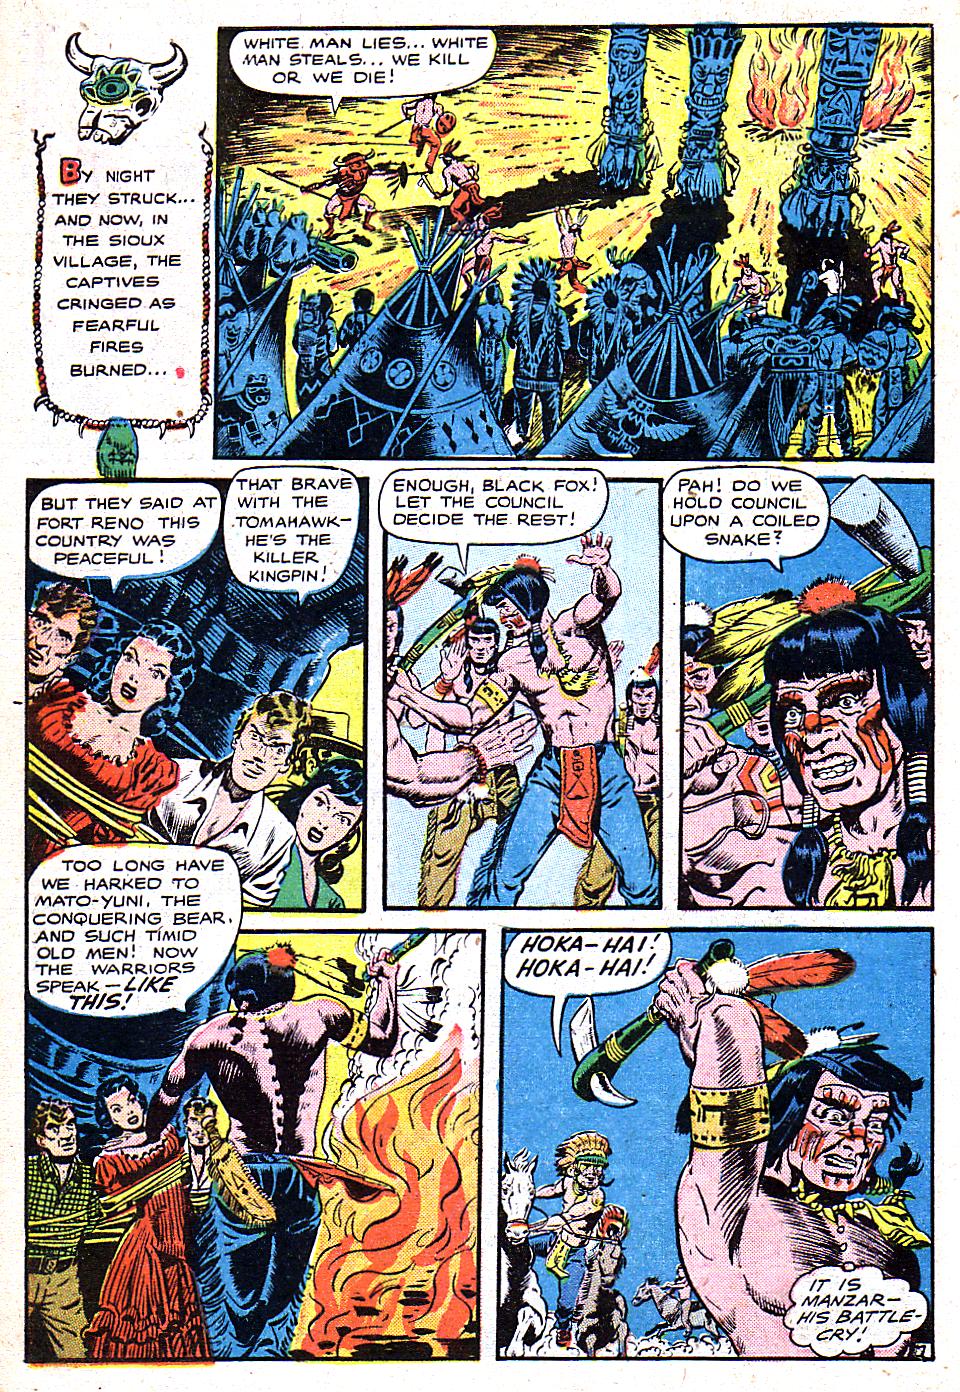 BY NIGHT
THEY STRUCK...
AND NOW, IN
THE SIOUX
VILLAGE, THE
CAPTIVES
CRINGED AS
FEARFUL
FIRES
BURNED...
WHITE MAN LIES... WHITE
MAN STEALS... WE KILL
OR WE DIE!
BUT THEY SAID AT
FORT RENO THIS
COUNTRY WAS
PEACEFUL!
THAT BRAVE
WITH THE
TOMAHAWK-
HE'S THE
KILLER
KINGPIN!
ENOUGH, BLACK FOX!
LET THE COUNCIL
DECIDE THE REST!
PAH! DO WE
HOLD COUNCIL
UPON A COILED
SNAKE?
TOO LONG HAVE
WE HARKED TO
MATO-YUNI, THE
CONQUERING BEAR,
AND SUCH TIMID
OLD MEN! NOW
THE WARRIORS
SPEAK-LIKE
THIS!
HOKA-HAI!
HOKA-HAI!
IT IS
MANZAR-
HIS BATTLE-
CRY!
7